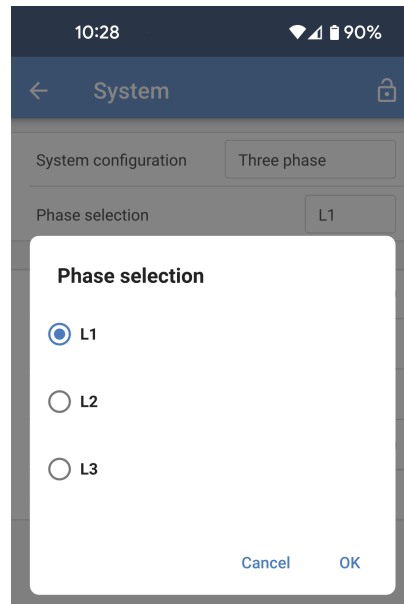 10:28 90%
System
System configuration Three phase
Phase selection L1
Phase selection
L1
L2
L3
Cancel OK